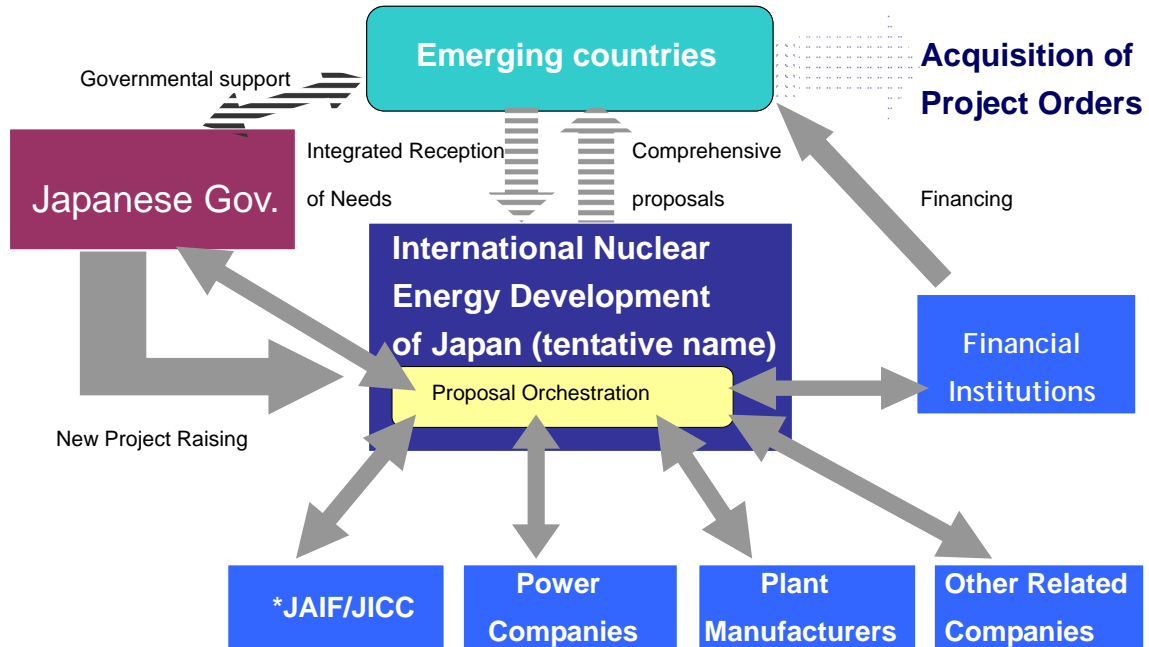 Emerging countries
Acquisition of
Project Orders
Governmental support
Japanese Gov.
Integrated Reception
of Needs
Comprehensive
proposals
Financing
International Nuclear
Energy Development
of Japan (tentative name)
Proposal Orchestration
Financial
Institutions
New Project Raising
*JAIF/JICC
Power
Companies
Plant
Manufacturers
Other Related
Companies